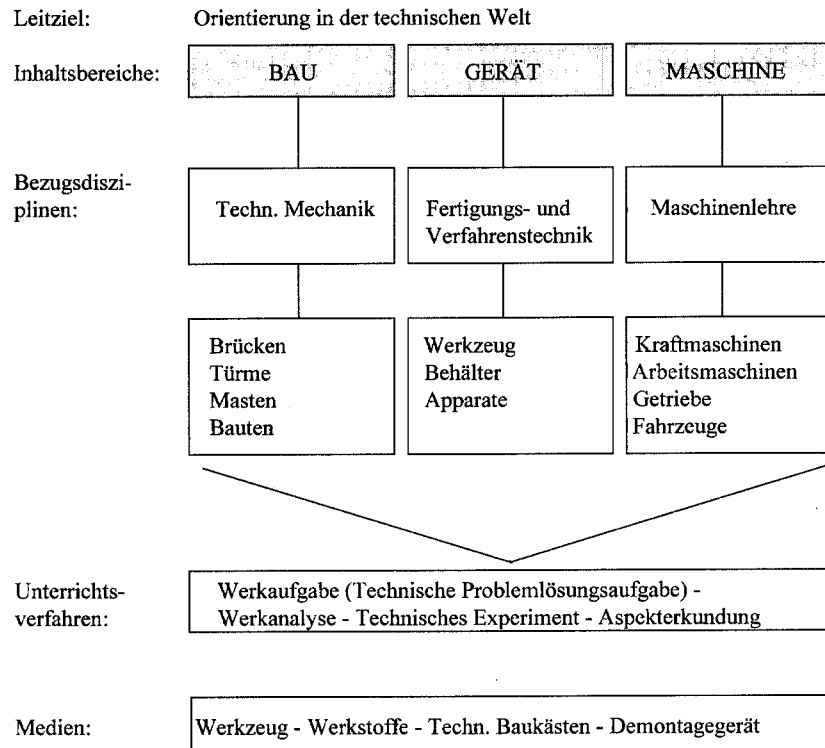 Leitziel: Orientierung in der technischen Welt
Inhaltsbereiche: BAU GERÄT MASCHINE
Bezugsdiszi-
plinen:
Techn. Mechanik
Fertigungs- und
Verfahrenstechnik
Maschinenlehre
Brücken
Türme
Masten
Bauten
Werkzeug
Behälter
Apparate
Kraftmaschinen
Arbeitsmaschinen
Getriebe
Fahrzeuge
Unterrichts-
verfahren:
Werkaufgabe (Technische Problemlösungsaufgabe) -
Werkanalyse - Technisches Experiment - Aspekterkundung
Medien: Werkzeug - Werkstoffe - Techn. Baukästen - Demontagegerät